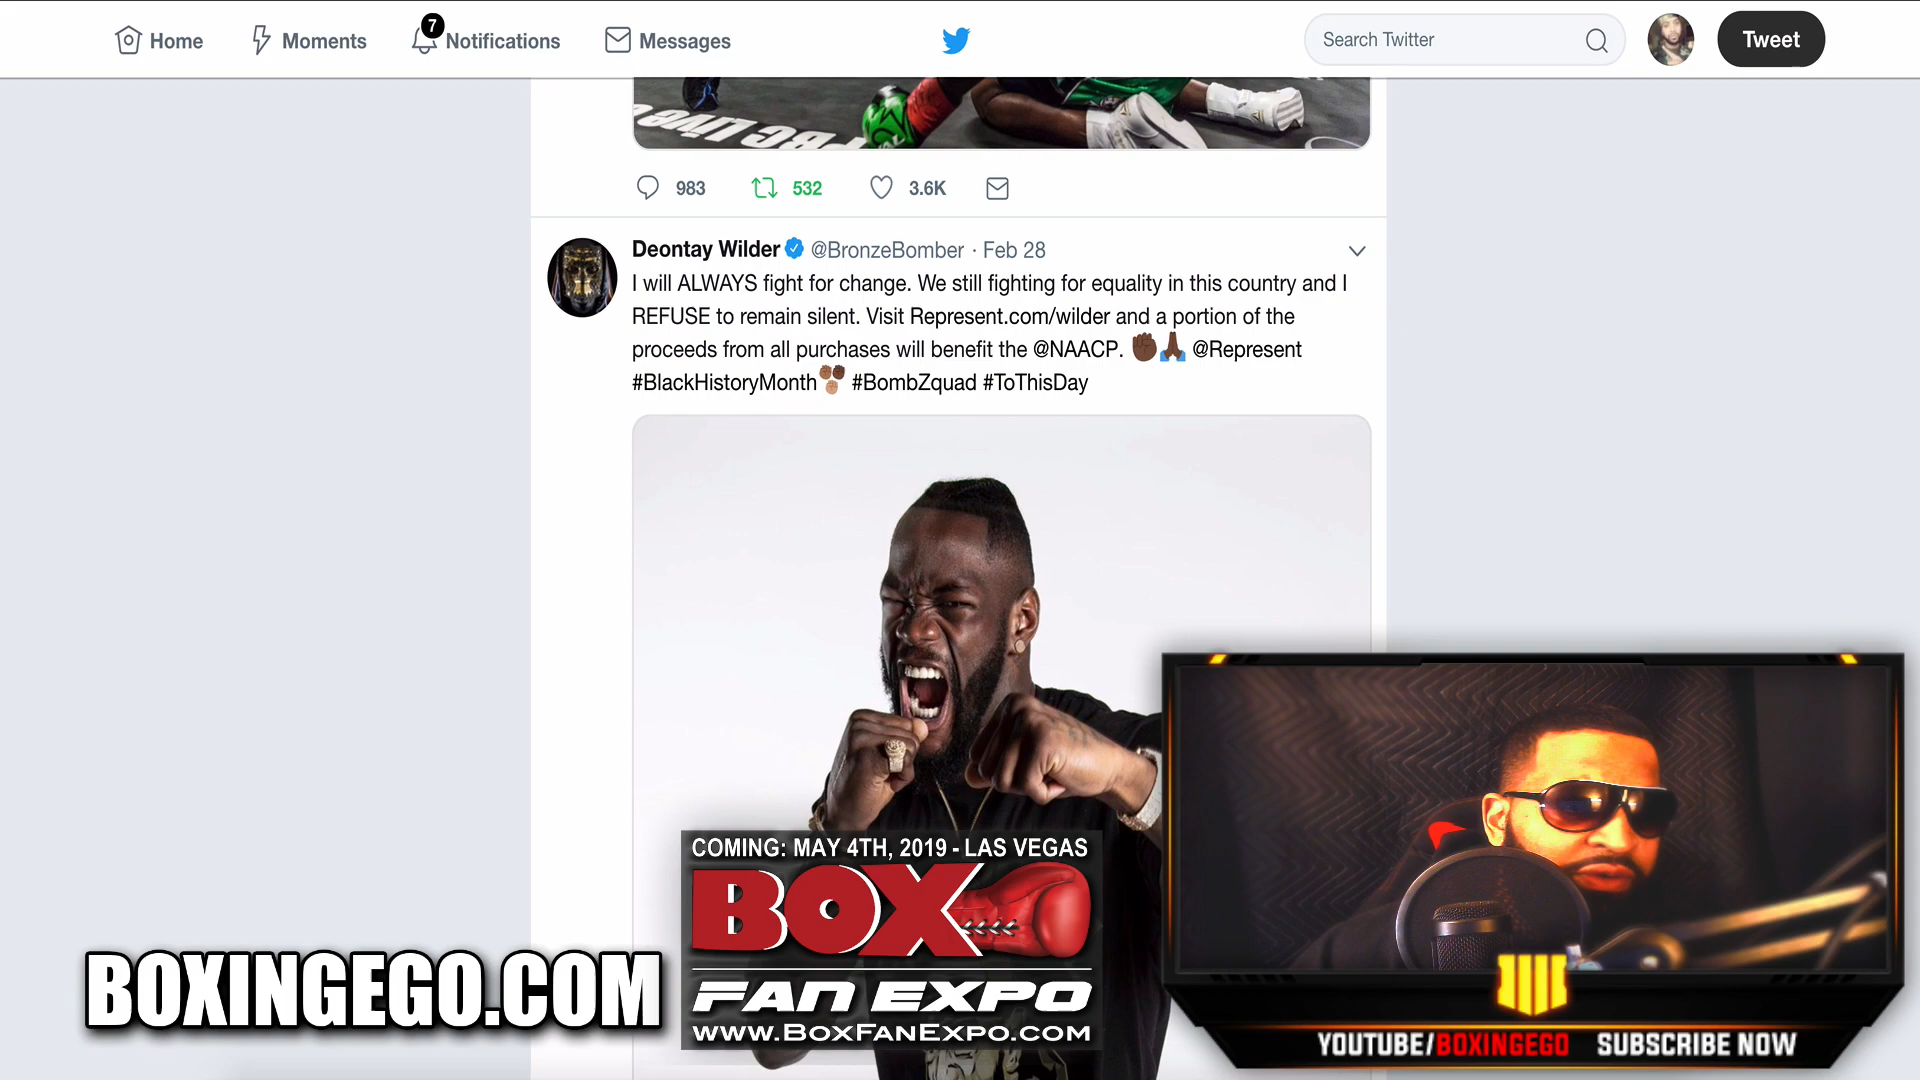 Home
Moments
7
Notifications
Messages
Search Twitter
Tweet
PBC Live
983
532
3.6K
Deontay Wilder @BronzeBomber · Feb 28
I will ALWAYS fight for change. We still fighting for equality in this country and I
REFUSE to remain silent. Visit Represent.com/wilder and a portion of the
proceeds from all purchases will benefit the @NAACP. ✊🏿🙏🏿 @Represent
#BlackHistoryMonth #BombZquad #ToThisDay
COMING: MAY 4TH, 2019 - LAS VEGAS
BOX
FAN EXPO
WWW.BOXFANEXPO.COM
BOXINGEGO.COM
YOUTUBE/BOXINGEGO SUBSCRIBE NOW